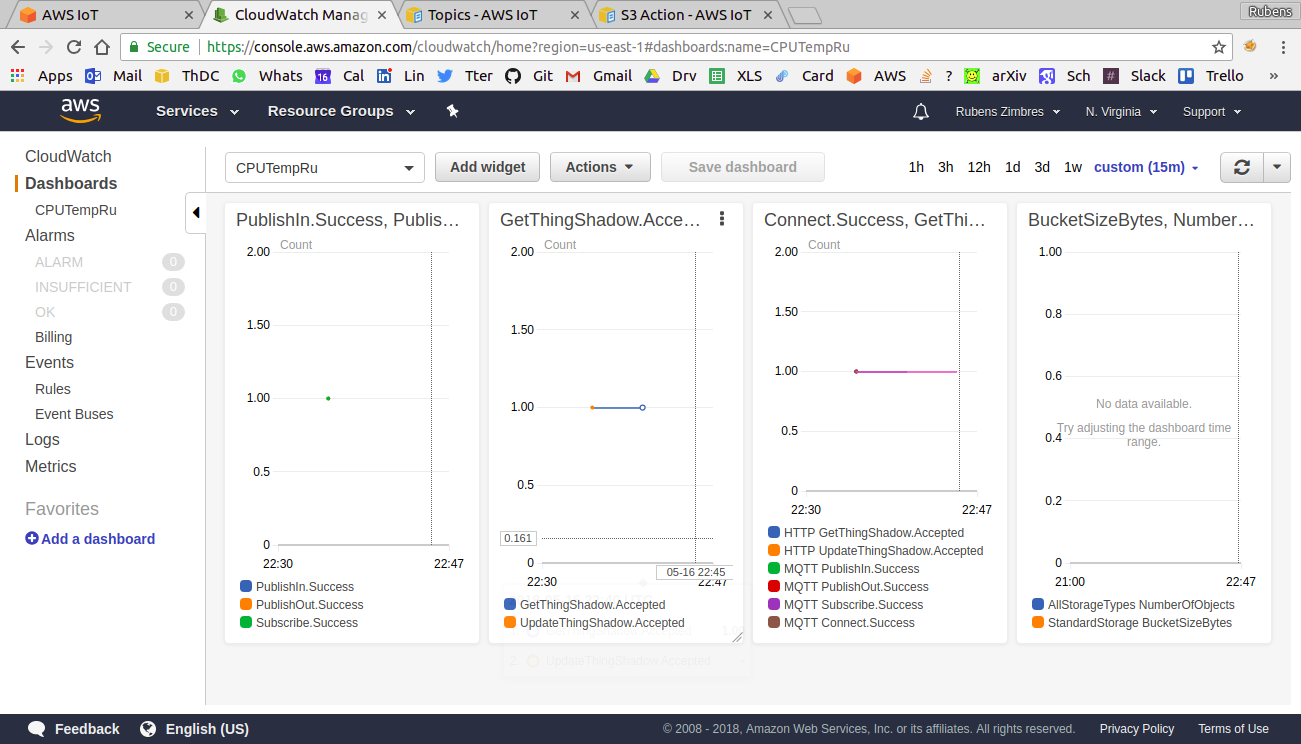 AWS IoT
CloudWatch Manag
Topics - AWS IoT
S3 Action - AWS IoT
Rubens
Secure https://console.aws.amazon.com/cloudwatch/home?region=us-east-1#dashboards:name=CPUTempRu
Apps Mail ThDC Whats 16 Cal Lin Tter Git Gmail Drv XLS Card AWS ? arXiv Sch # Slack Trello »
aws Services Resource Groups Rubens Zimbres N. Virginia Support
CloudWatch
Dashboards
CPUTempRu
Alarms
ALARM 0
INSUFFICIENT 0
OK 0
Billing
Events
Rules
Event Buses
Logs
Metrics
Favorites
Add a dashboard
CPUTempRu Add widget Actions Save dashboard 1h 3h 12h 1d 3d 1w custom (15m)
PublishIn.Success, Publis...
Count
2.00
1.50
1.00
0.5
0
22:30 22:47
PublishIn.Success
PublishOut.Success
Subscribe.Success
GetThingShadow.Acce...
Count
2.00
1.50
1.00
0.5
0.161
0
22:30 05-16 22:45 22:47
GetThingShadow.Accepted
UpdateThingShadow.Accepted
2. UpdateThingShadow.Accepted
Connect.Success, GetThi...
Count
2.00
1.50
1.00
0.5
0
22:30 22:47
HTTP GetThingShadow.Accepted
HTTP UpdateThingShadow.Accepted
MQTT PublishIn.Success
MQTT PublishOut.Success
MQTT Subscribe.Success
MQTT Connect.Success
BucketSizeBytes, Number...
1.00
0.8
0.6
No data available.
Try adjusting the dashboard time
range.
0.4
0.2
0
21:00 22:47
AllStorageTypes NumberOfObjects
StandardStorage BucketSizeBytes
Feedback English (US) © 2008 - 2018, Amazon Web Services, Inc. or its affiliates. All rights reserved. Privacy Policy Terms of Use